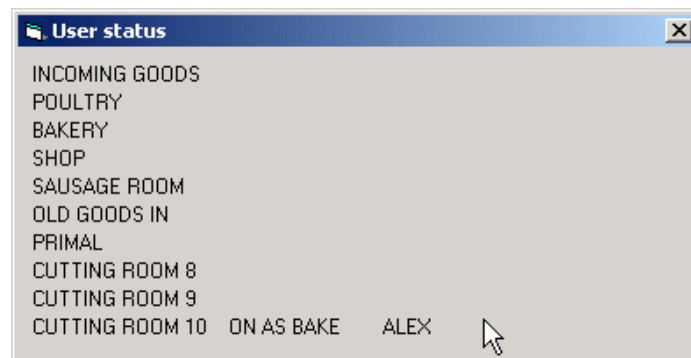 User status
INCOMING GOODS
POULTRY
BAKERY
SHOP
SAUSAGE ROOM
OLD GOODS IN
PRIMAL
CUTTING ROOM 8
CUTTING ROOM 9
CUTTING ROOM 10 ON AS BAKE ALEX